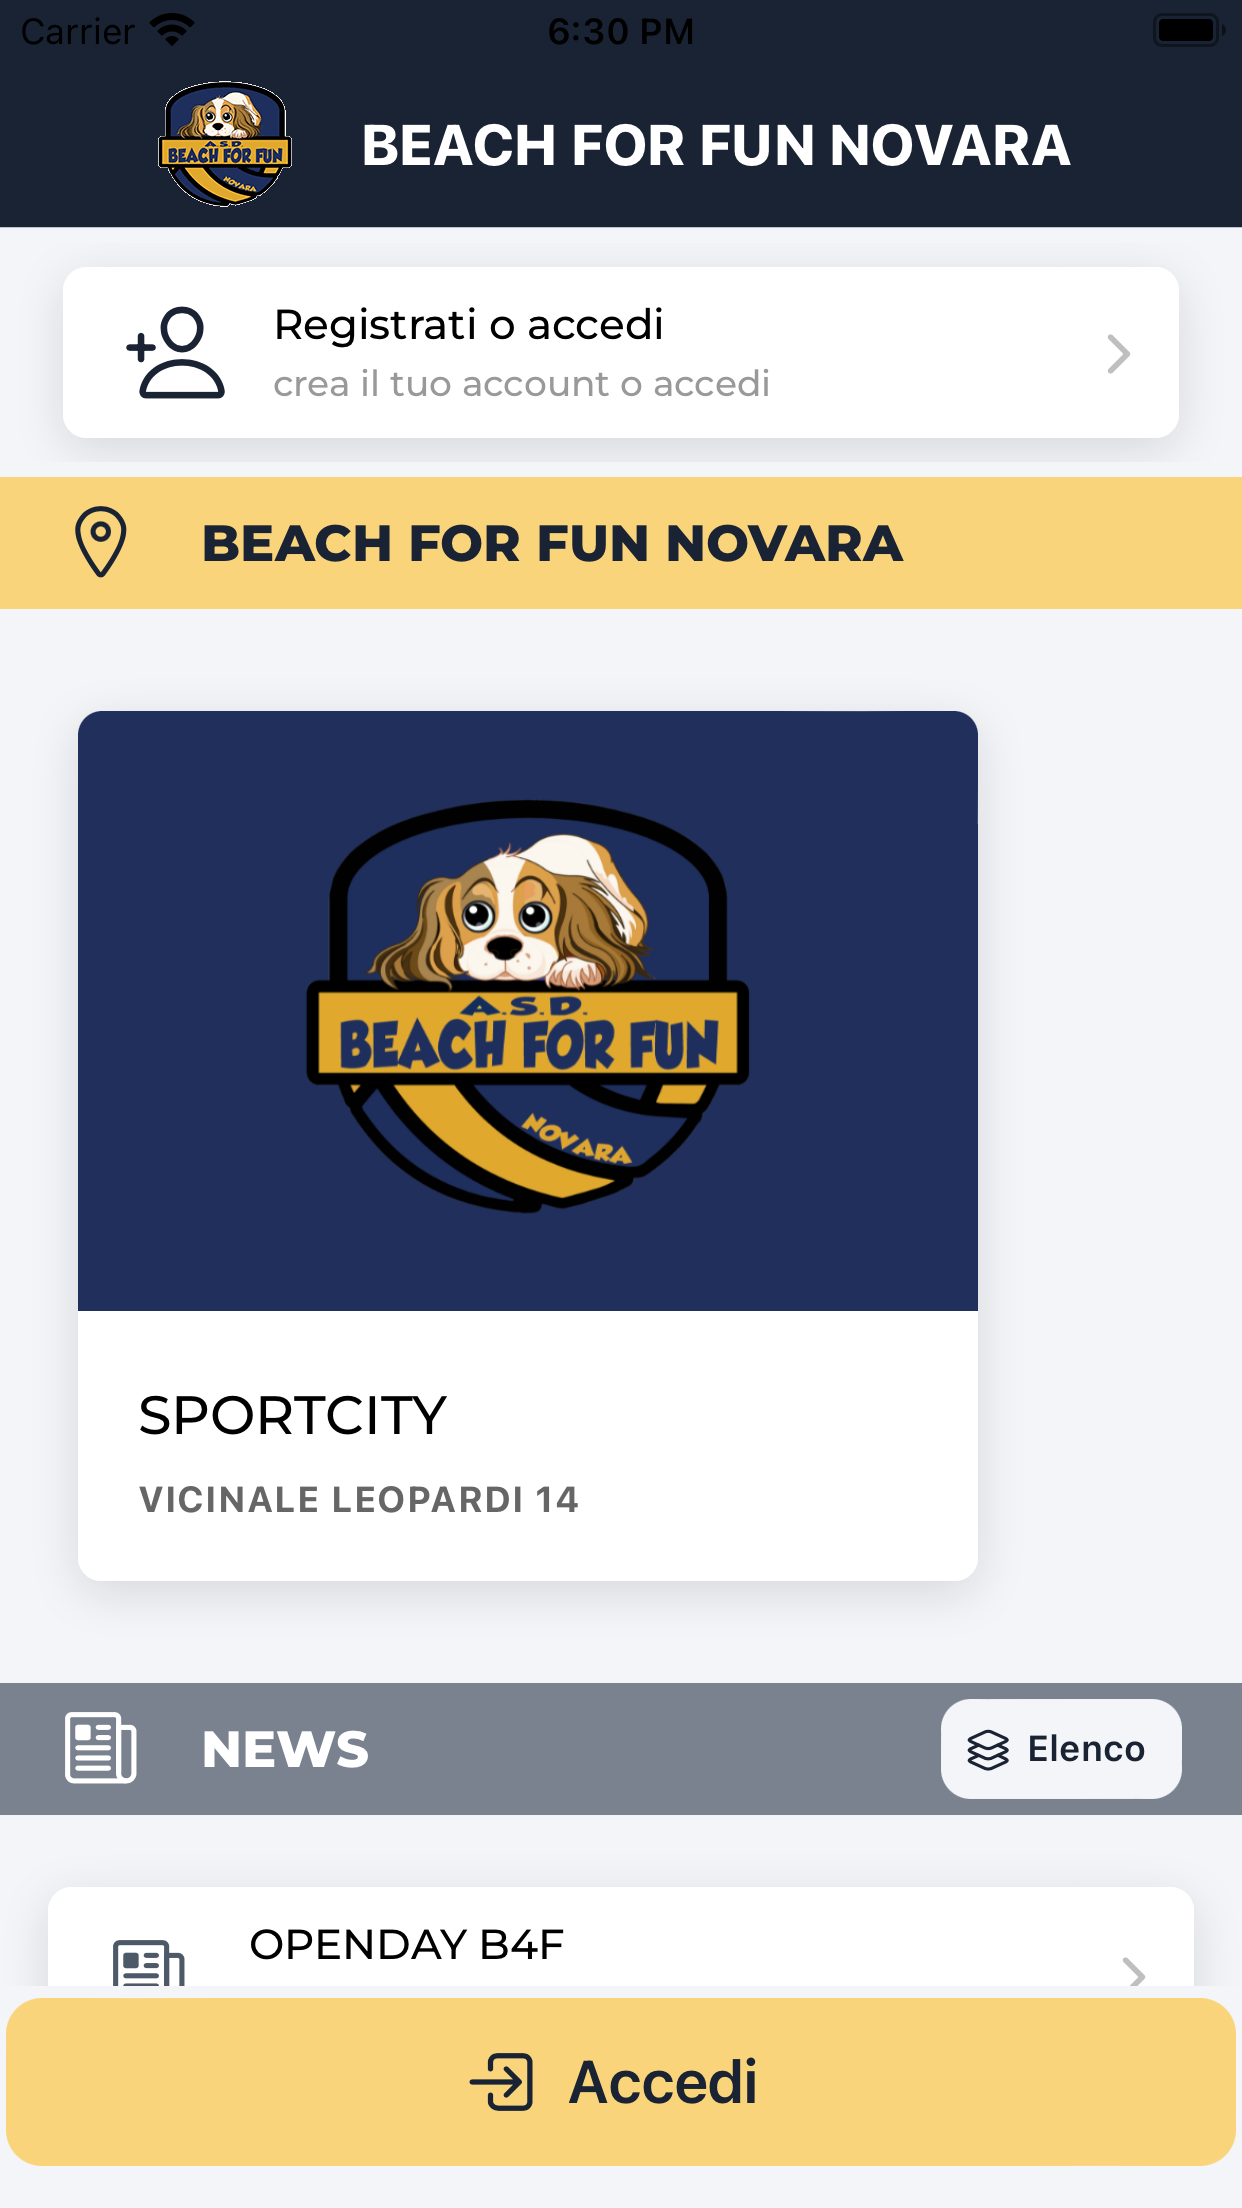 Carrier
6:30 PM
A.S.D.
BEACH FOR FUN
NOVARA
BEACH FOR FUN NOVARA
Registrati o accedi
crea il tuo account o accedi
BEACH FOR FUN NOVARA
A.S.D.
BEACH FOR FUN
NOVARA
SPORTCITY
VICINALE LEOPARDI 14
NEWS
Elenco
OPENDAY B4F
Accedi